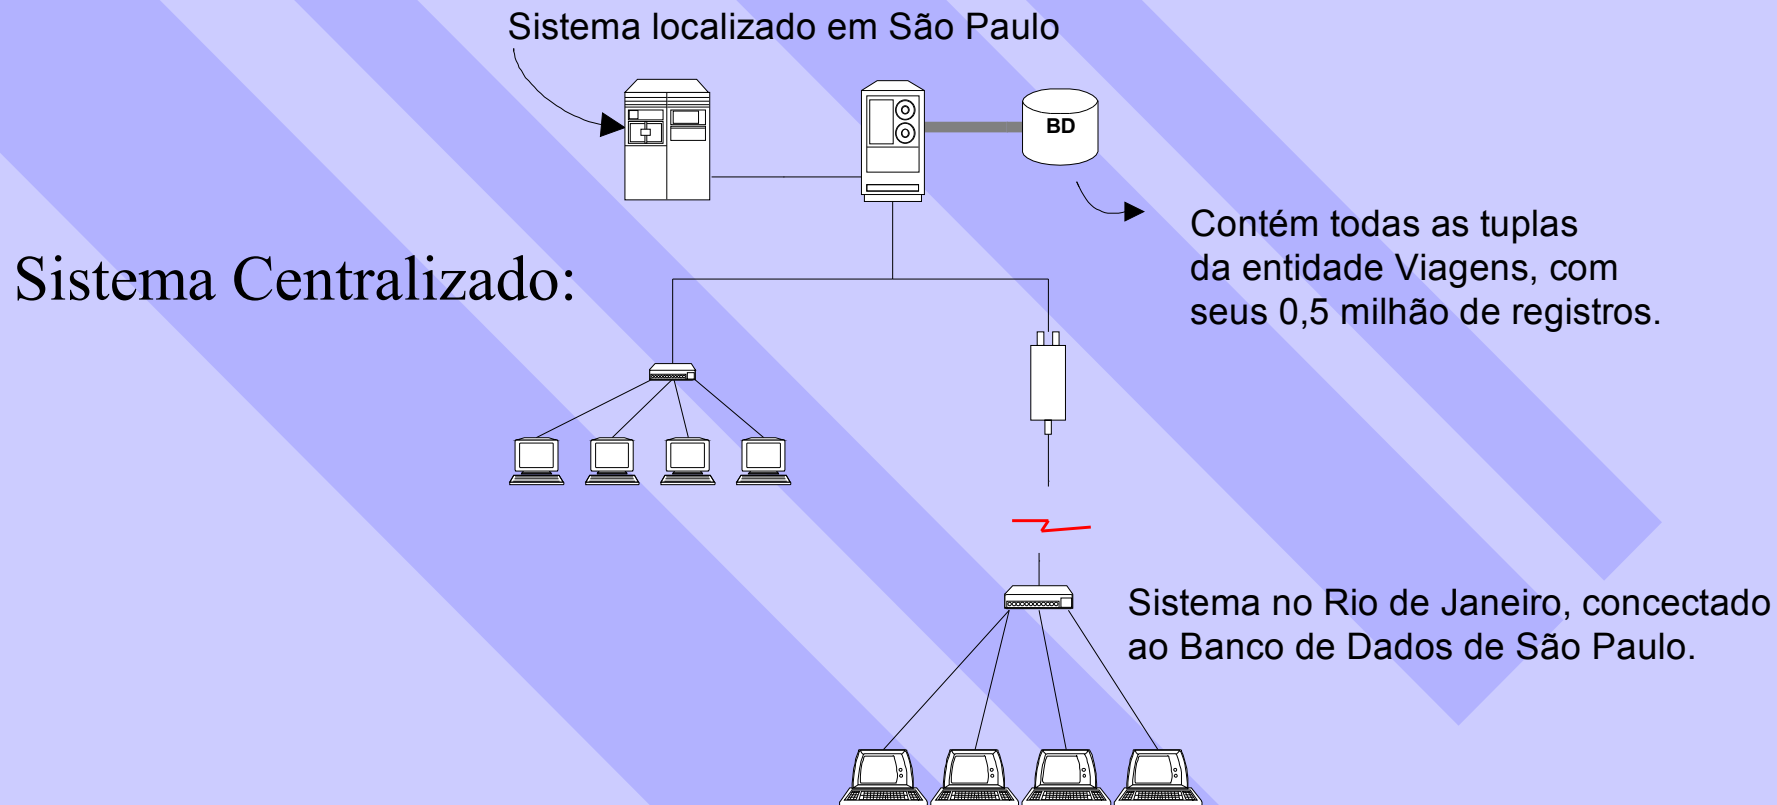 Sistema localizado em São Paulo
BD
Contém todas as tuplas
da entidade Viagens, com
seus 0,5 milhão de registros.
Sistema Centralizado:
Sistema no Rio de Janeiro, concectado
ao Banco de Dados de São Paulo.